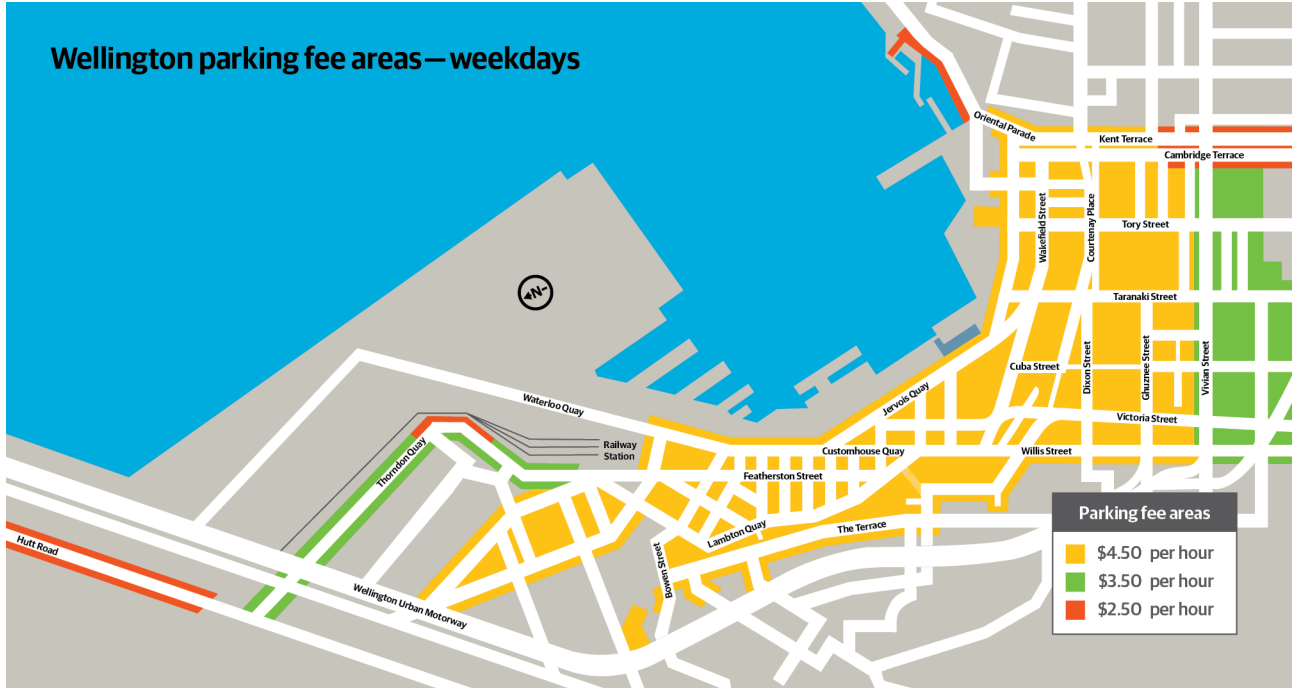 Wellington parking fee areas – weekdays
Oriental Parade
Kent Terrace
Cambridge Terrace
Wakefield Street
Courtenay Place
Tory Street
N
Taranaki Street
Cuba Street
Dixon Street
Ghuznee Street
Vivian Street
Jervois Quay
Waterloo Quay
Victoria Street
Railway
Station
Thorndon Quay
Customhouse Quay
Willis Street
Featherston Street
Lambton Quay
The Terrace
Hutt Road
Bowen Street
Wellington Urban Motorway
Parking fee areas
$4.50 per hour
$3.50 per hour
$2.50 per hour